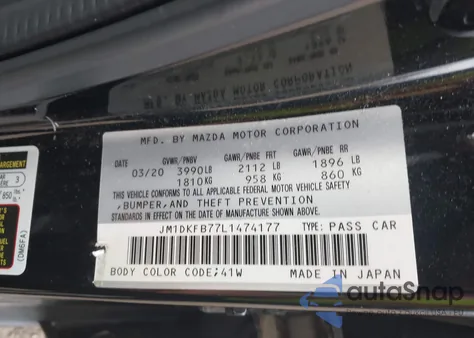 MFD. BY MAZDA MOTOR CORPORATION
GVWR/PNBV GAWR/PNBE FRT GAWR/PNBE RR
03/20 3990LB 2112 LB 1896 LB
1810KG 958 KG 860 KG
THIS VEHICLE CONFORMS TO ALL APPLICABLE FEDERAL MOTOR VEHICLE SAFETY,
,BUMPER,AND THEFT PREVENTION
STANDARDS IN EFFECT ON THE DATE OF MANUFACTURE SHOWN ABOVE.
JM1DKFB77L1474177 TYPE: PASS CAR
BODY COLOR CODE;41W MADE IN JAPAN
(DM6FA)
autoSnap